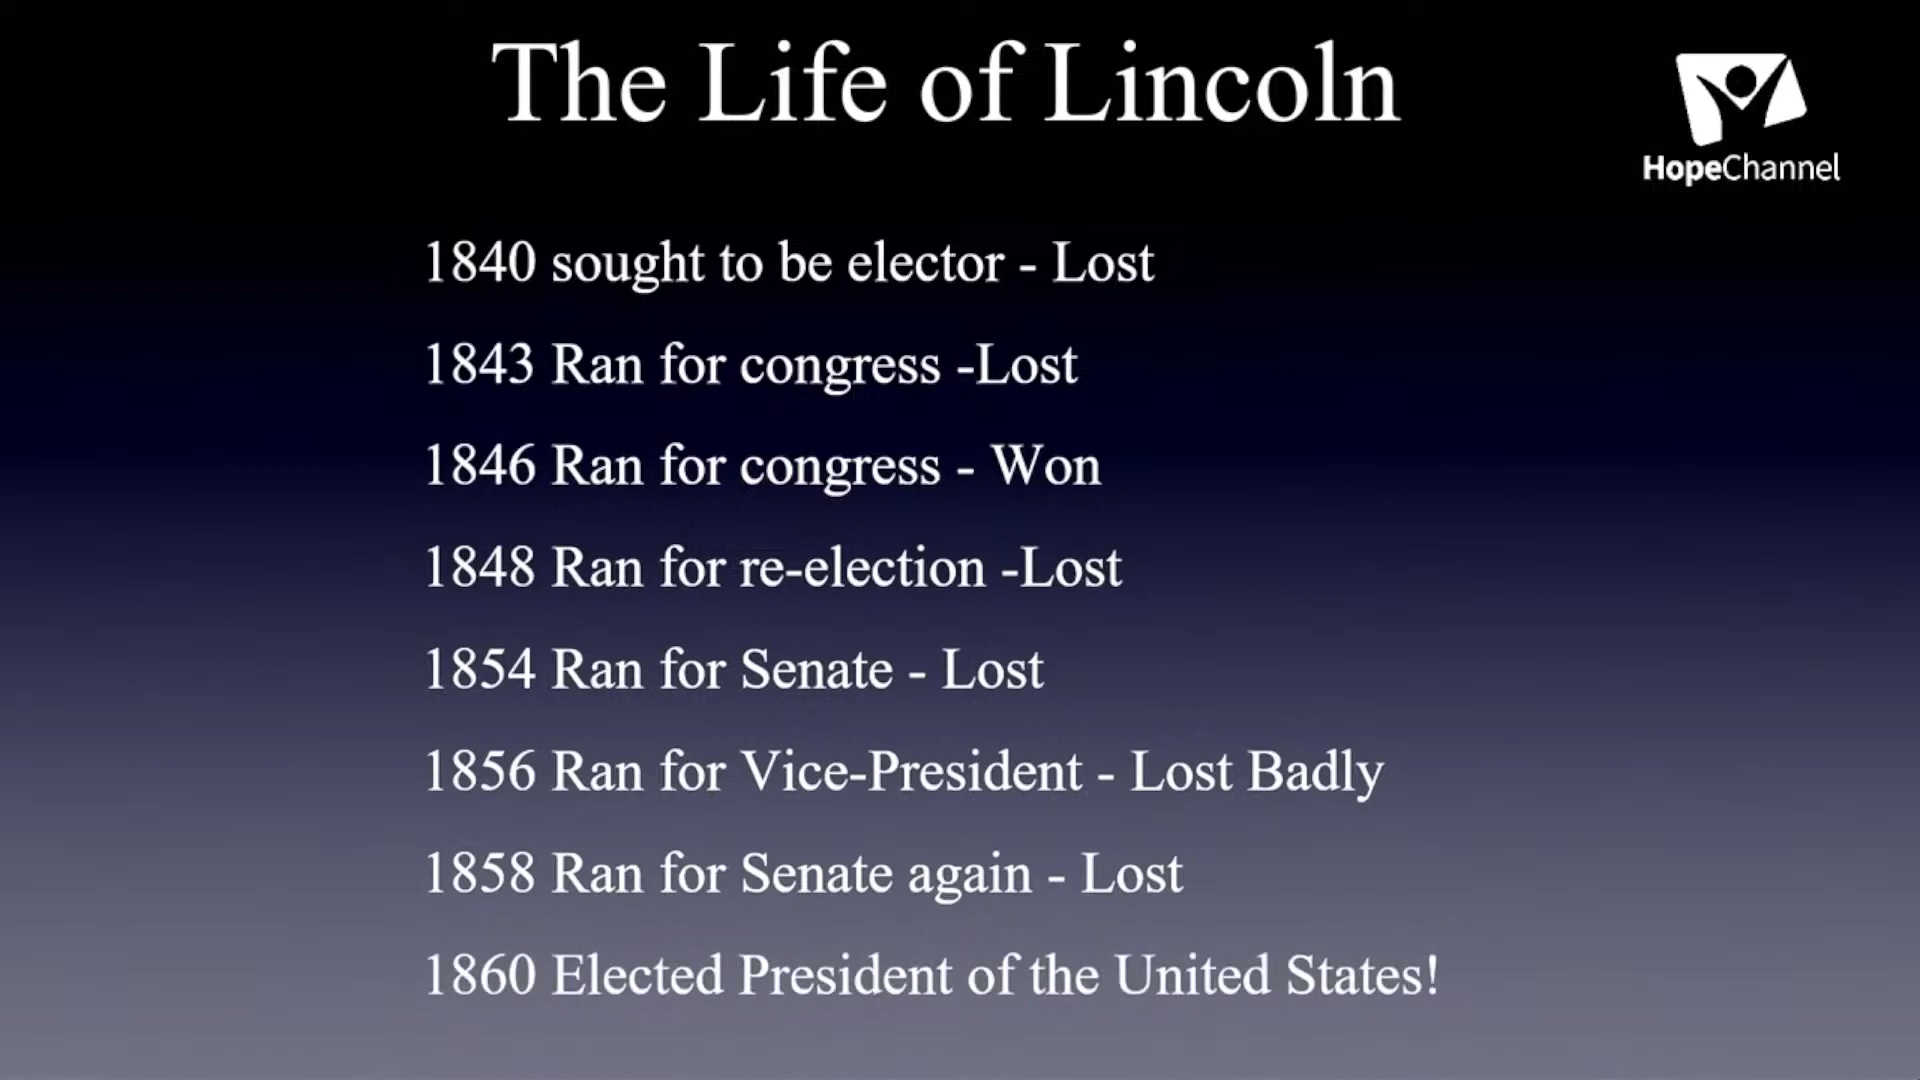 The Life of Lincoln
HopeChannel
1840 sought to be elector - Lost
1843 Ran for congress -Lost
1846 Ran for congress - Won
1848 Ran for re-election -Lost
1854 Ran for Senate - Lost
1856 Ran for Vice-President - Lost Badly
1858 Ran for Senate again - Lost
1860 Elected President of the United States!